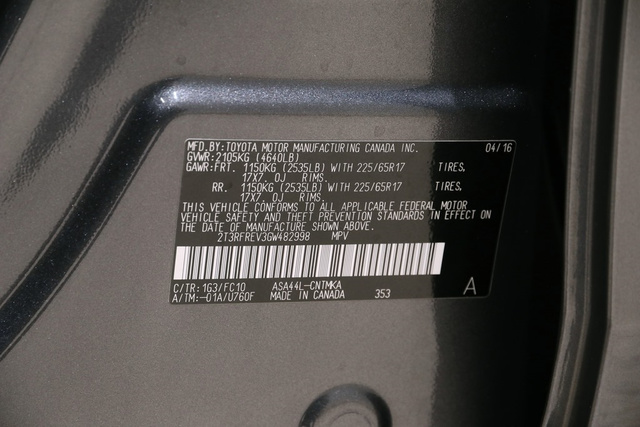 MFD.BY:TOYOTA MOTOR MANUFACTURING CANADA INC. 04/16
GVWR:2105KG (4640LB)
GAWR:FRT. 1150KG (2535LB) WITH 225/65R17 TIRES,
17X7. 0J RIMS.
RR. 1150KG (2535LB) WITH 225/65R17 TIRES,
17X7. 0J RIMS.
THIS VEHICLE CONFORMS TO ALL APPLICABLE FEDERAL MOTOR
VEHICLE SAFETY AND THEFT PREVENTION STANDARDS IN EFFECT ON
THE DATE OF MANUFACTURE SHOWN ABOVE.
2T3RFREV3GW482998 MPV
C/TR:1G3/FC10 ASA44L-CNTMKA
A/TM:-01A/U760F MADE IN CANADA 353 A